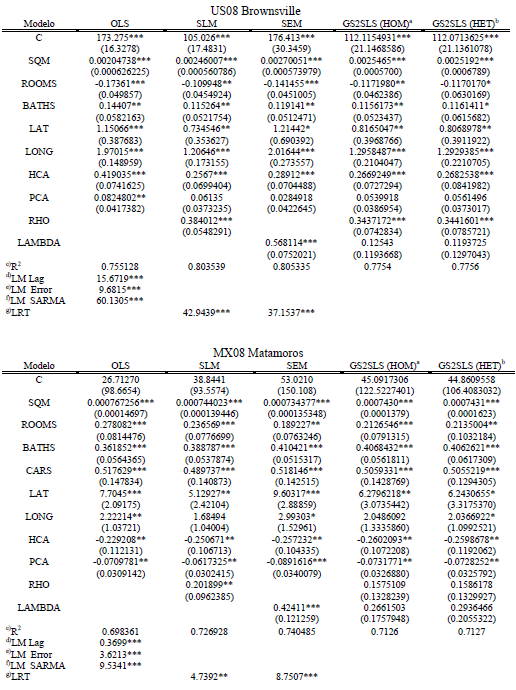 US08 Brownsville
Modelo OLS SLM SEM GS2SLS (HOM)a GS2SLS (HET)b
C 173.275*** 105.026*** 176.413*** 112.1154931*** 112.0713625***
(16.3278) (17.4831) (30.3459) (21.1468586) (21.1361078)
SQM 0.00204738*** 0.00246007*** 0.00270051*** 0.0025465*** 0.0025192***
(0.000626225) (0.000560786) (0.000573979) (0.0005700) (0.0006789)
ROOMS -0.17361*** -0.109948** -0.141455*** -0.1171980** -0.1170170*
(0.049857) (0.0454924) (0.0451005) (0.0462386) (0.0630169)
BATHS 0.14407** 0.115264** 0.119141** 0.1156173** 0.1161411*
(0.0582163) (0.0521754) (0.0512471) (0.0523437) (0.0615682)
LAT 1.15066*** 0.734546** 1.21442* 0.8165047** 0.8068978**
(0.387683) (0.353627) (0.690392) (0.3968766) (0.3911922)
LONG 1.97015*** 1.20646*** 2.01644*** 1.2958487*** 1.2929385***
(0.148959) (0.173155) (0.273557) (0.2104047) (0.2210705)
HCA 0.419035*** 0.2567*** 0.28912*** 0.2669249*** 0.2682538***
(0.0741625) (0.0699404) (0.0704488) (0.0727294) (0.0841982)
PCA 0.0824802** 0.06135 0.0284918 0.0539918 0.0561496
(0.0417382) (0.0373235) (0.0422645) (0.0386954) (0.0373017)
RHO 0.384012*** 0.3437172*** 0.3441601***
(0.0548291) (0.0742834) (0.0785721)
LAMBDA 0.568114*** 0.12543 0.1193725
(0.0752021) (0.1193668) (0.1297043)
c)R2 0.755128 0.803539 0.805335 0.7754 0.7756
d)LM Lag 15.6719***
e)LM Error 9.6815***
f)LM SARMA 60.1305***
g)LRT 42.9439*** 37.1537***
MX08 Matamoros
Modelo OLS SLM SEM GS2SLS (HOM)a GS2SLS (HET)b
C 26.71270 38.8441 53.0210 45.0917306 44.8609558
(98.6654) (93.5574) (150.108) (122.5227401) (106.4083032)
SQM 0.000767256*** 0.000744023*** 0.000734377*** 0.0007430*** 0.0007431***
(0.00014697) (0.000139446) (0.000135348) (0.0001379) (0.0001623)
ROOMS 0.278082*** 0.236569*** 0.189227** 0.2126546*** 0.2135004**
(0.0814476) (0.0776699) (0.0763246) (0.0791315) (0.1032184)
BATHS 0.361852*** 0.388787*** 0.410421*** 0.4068432*** 0.4062621***
(0.0564365) (0.0537874) (0.0515317) (0.0561811) (0.0617309)
CARS 0.517629*** 0.489737*** 0.518146*** 0.5059331*** 0.5055219***
(0.147834) (0.140873) (0.142515) (0.1428769) (0.1294305)
LAT 7.7045*** 5.12927** 9.60317*** 6.2796218** 6.2430655*
(2.09175) (2.42104) (2.88859) (3.0735442) (3.3175370)
LONG 2.22214** 1.68494 2.99303* 2.0486092 2.0366922*
(1.03721) (1.04004) (1.52961) (1.3335860) (1.0992521)
HCA -0.229208** -0.250671** -0.257232** -0.2602093** -0.2598678**
(0.112131) (0.106713) (0.104335) (0.1072208) (0.1192062)
PCA -0.0709781** -0.0617325** -0.0891616*** -0.0731771** -0.0728252**
(0.0309142) (0.0302415) (0.0340079) (0.0326880) (0.0325792)
RHO 0.201899** 0.1575109 0.1586178
(0.0962385) (0.1328239) (0.1329927)
LAMBDA 0.42411*** 0.2661503 0.2936466
(0.121259) (0.1757948) (0.2055322)
c)R2 0.698361 0.726928 0.740485 0.7126 0.7127
d)LM Lag 0.3699***
e)LM Error 3.6213***
f)LM SARMA 9.5341***
g)LRT 4.7392** 8.7507***